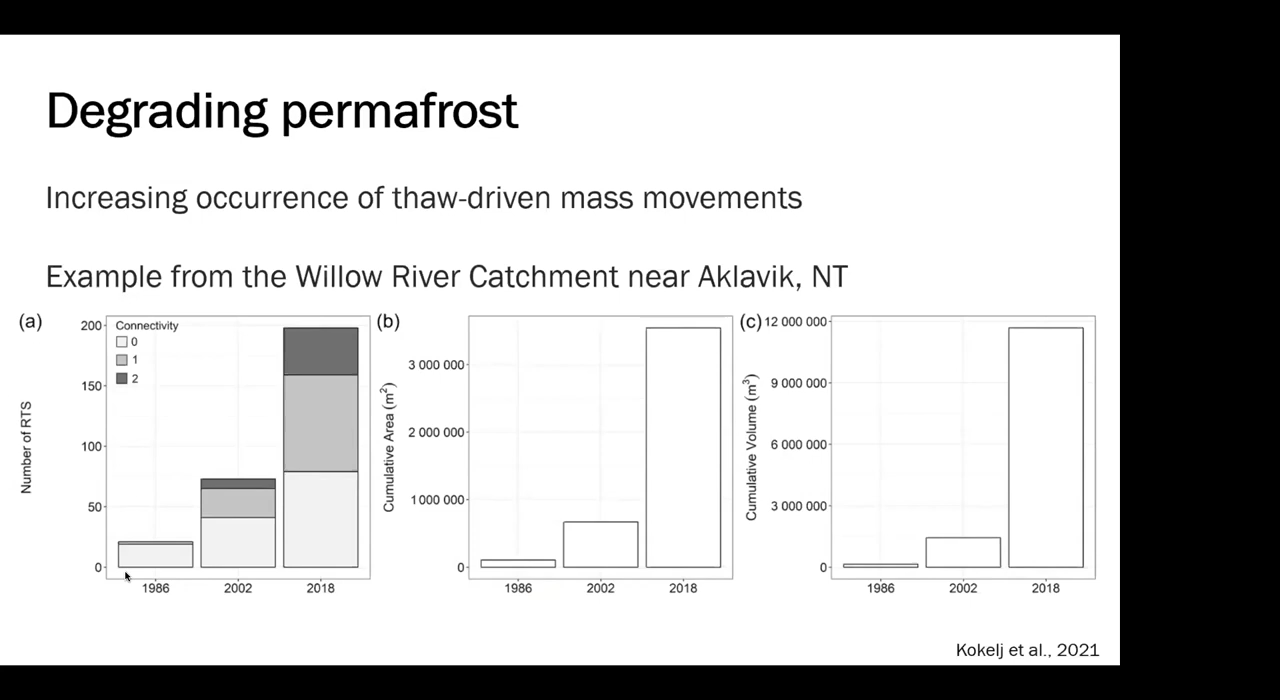 Degrading permafrost
Increasing occurrence of thaw-driven mass movements
Example from the Willow River Catchment near Aklavik, NT
(a)
Number of RTS
200
150
100
50
0
Connectivity
0
1
2
1986 2002 2018
(b)
Cumulative Area (m²)
3 000 000
2 000 000
1 000 000
0
1986 2002 2018
(c)
Cumulative Volume (m³)
12 000 000
9 000 000
6 000 000
3 000 000
0
1986 2002 2018
Kokelj et al., 2021